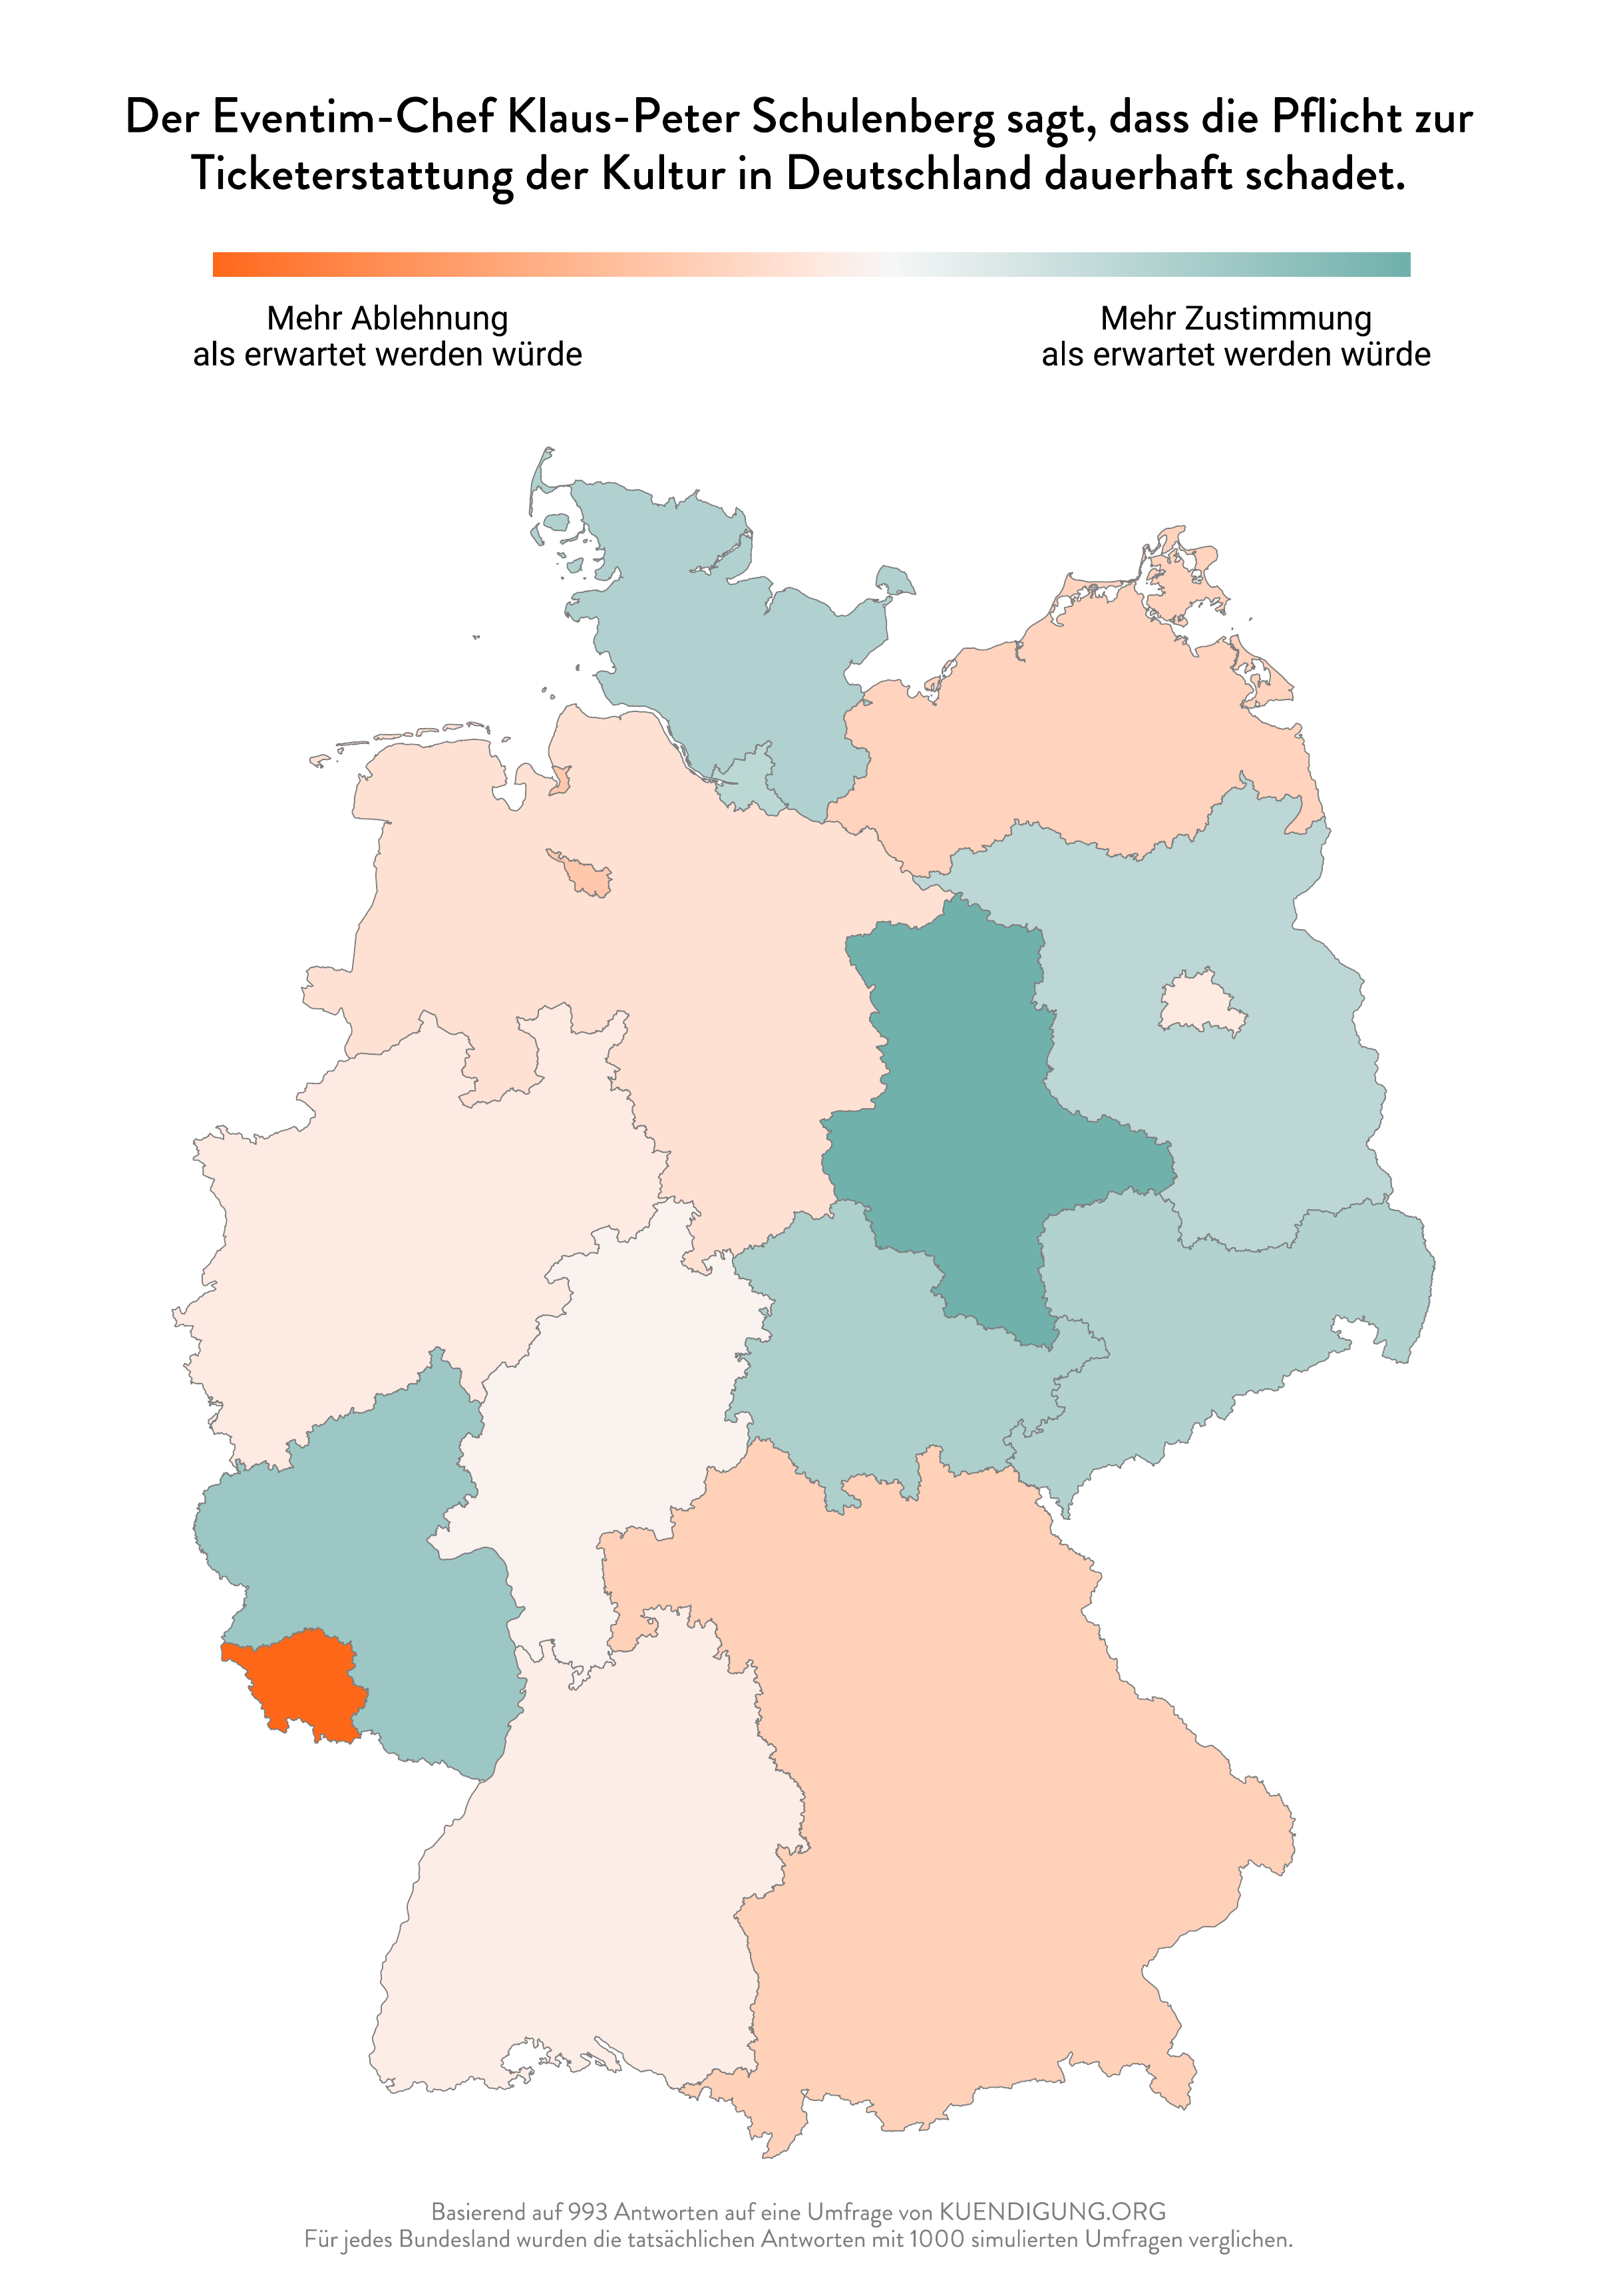 Der Eventim-Chef Klaus-Peter Schulenberg sagt, dass die Pflicht zur
Ticketerstattung der Kultur in Deutschland dauerhaft schadet.
Mehr Ablehnung
als erwartet werden würde
Mehr Zustimmung
als erwartet werden würde
Basierend auf 993 Antworten auf eine Umfrage von KUENDIGUNG.ORG
Für jedes Bundesland wurden die tatsächlichen Antworten mit 1000 simulierten Umfragen verglichen.